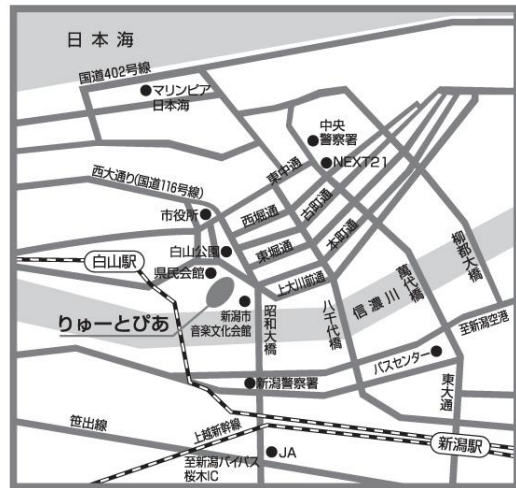 日本海
国道402号線
マリンピア
日本海
中央
警察署
NEXT21
東中通
西大通り(国道116号線)
市役所
西堀通
古町通
白山公園
東堀通
本町通
柳都大橋
白山駅
県民会館
上大川前通
萬代橋
信濃川
りゅーとぴあ
新潟市
音楽文化会館
昭和大橋
八千代橋
至新潟空港
バスセンター
新潟警察署
東大通
笹出線
上越新幹線
新潟駅
至新潟バイパス
桜木IC
JA